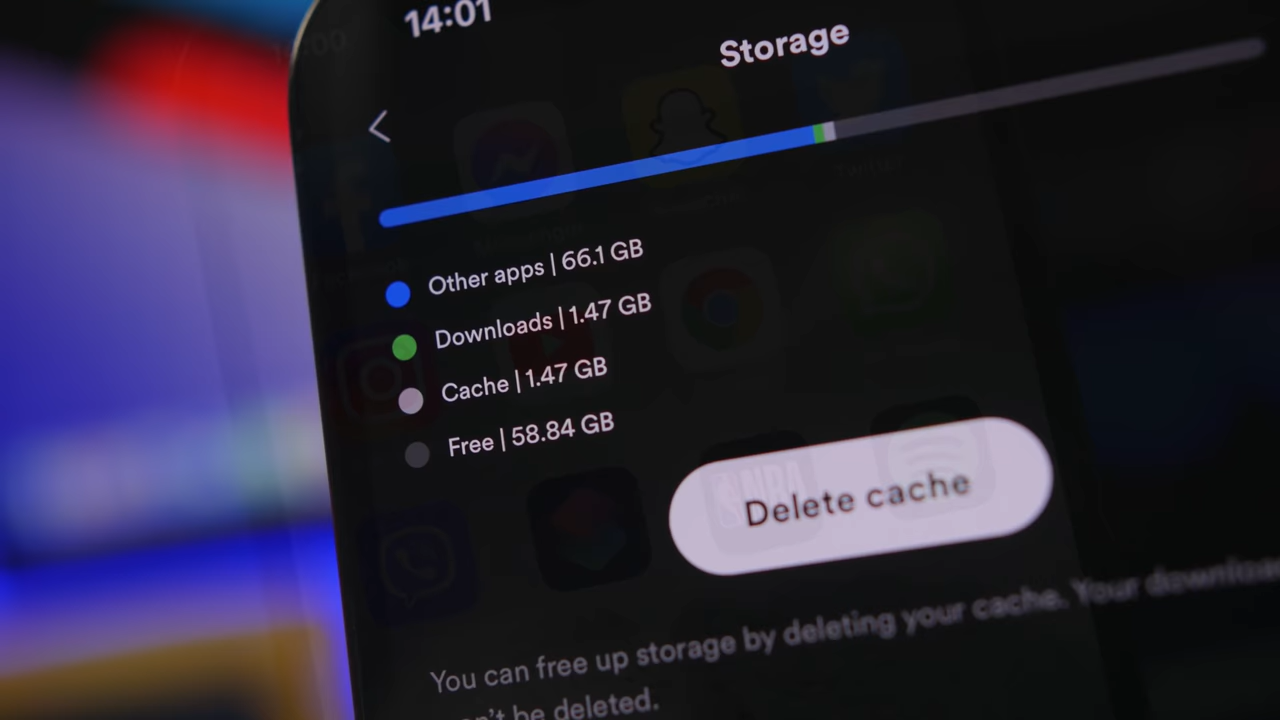 14:01
Storage
Other apps | 66.1 GB
Downloads | 1.47 GB
Cache | 1.47 GB
Free | 58.84 GB
Delete cache
You can free up storage by deleting your cache. Your
be deleted.